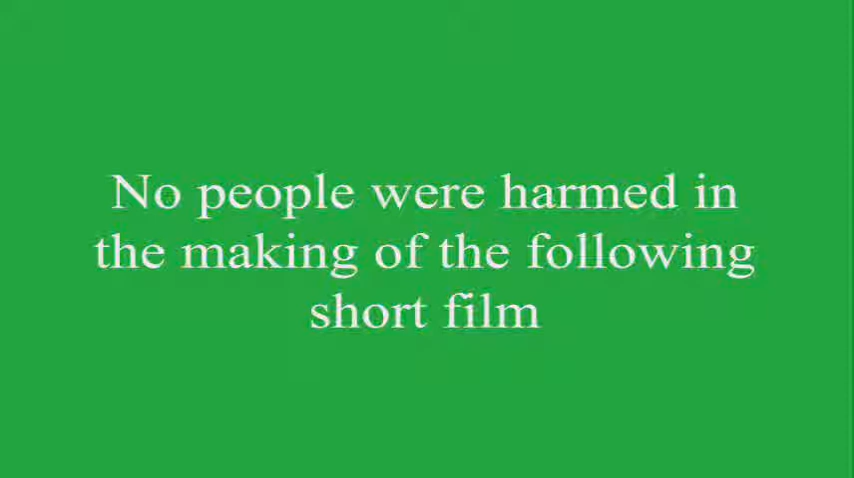 No people were harmed in
the making of the following
short film